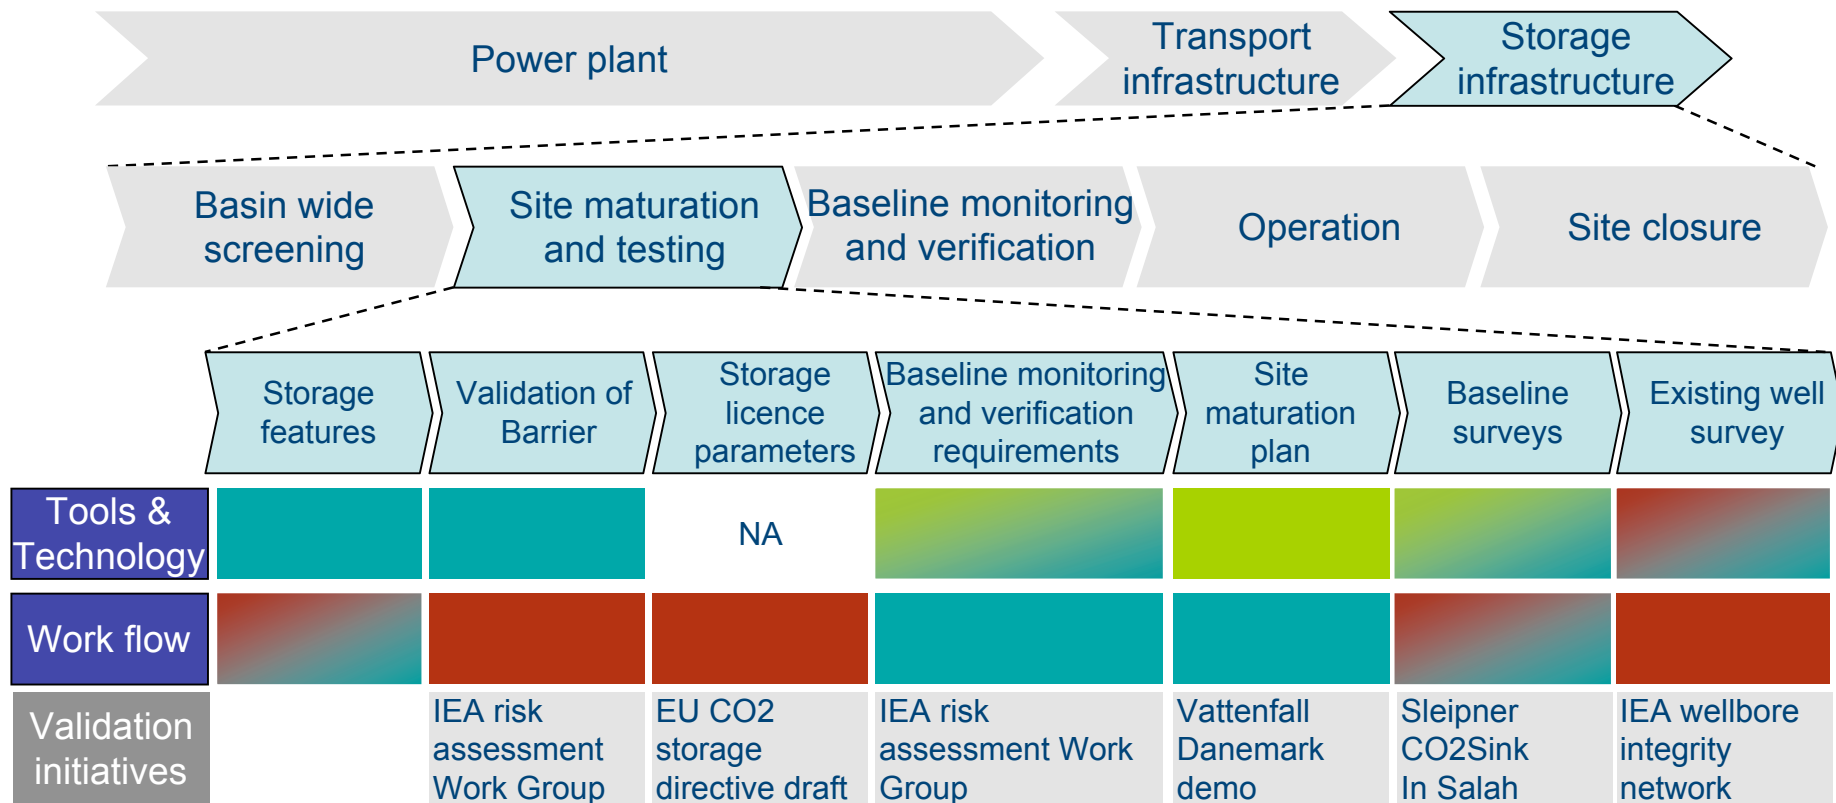 Power plant
Transport
infrastructure
Storage
infrastructure
Basin wide
screening
Site maturation
and testing
Baseline monitoring
and verification
Operation
Site closure
Storage
features
Validation of
Barrier
Storage
licence
parameters
Baseline monitoring
and verification
requirements
Site
maturation
plan
Baseline
surveys
Existing well
survey
Tools &
Technology
NA
Work flow
Validation
initiatives
IEA risk
assessment
Work Group
EU CO2
storage
directive draft
IEA risk
assessment Work
Group
Vattenfall
Danemark
demo
Sleipner
CO2Sink
In Salah
IEA wellbore
integrity
network